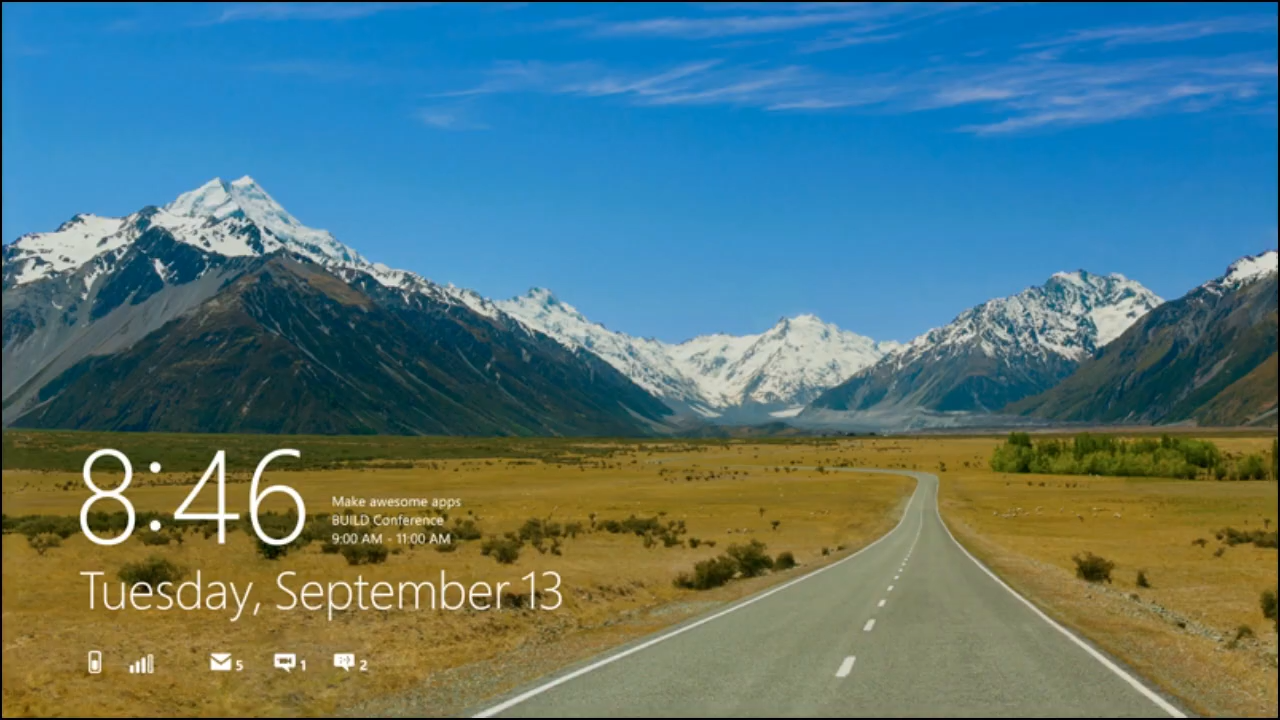 8:46
Make awesome apps
BUILD Conference
9:00 AM - 11:00 AM
Tuesday, September 13
5 1 2